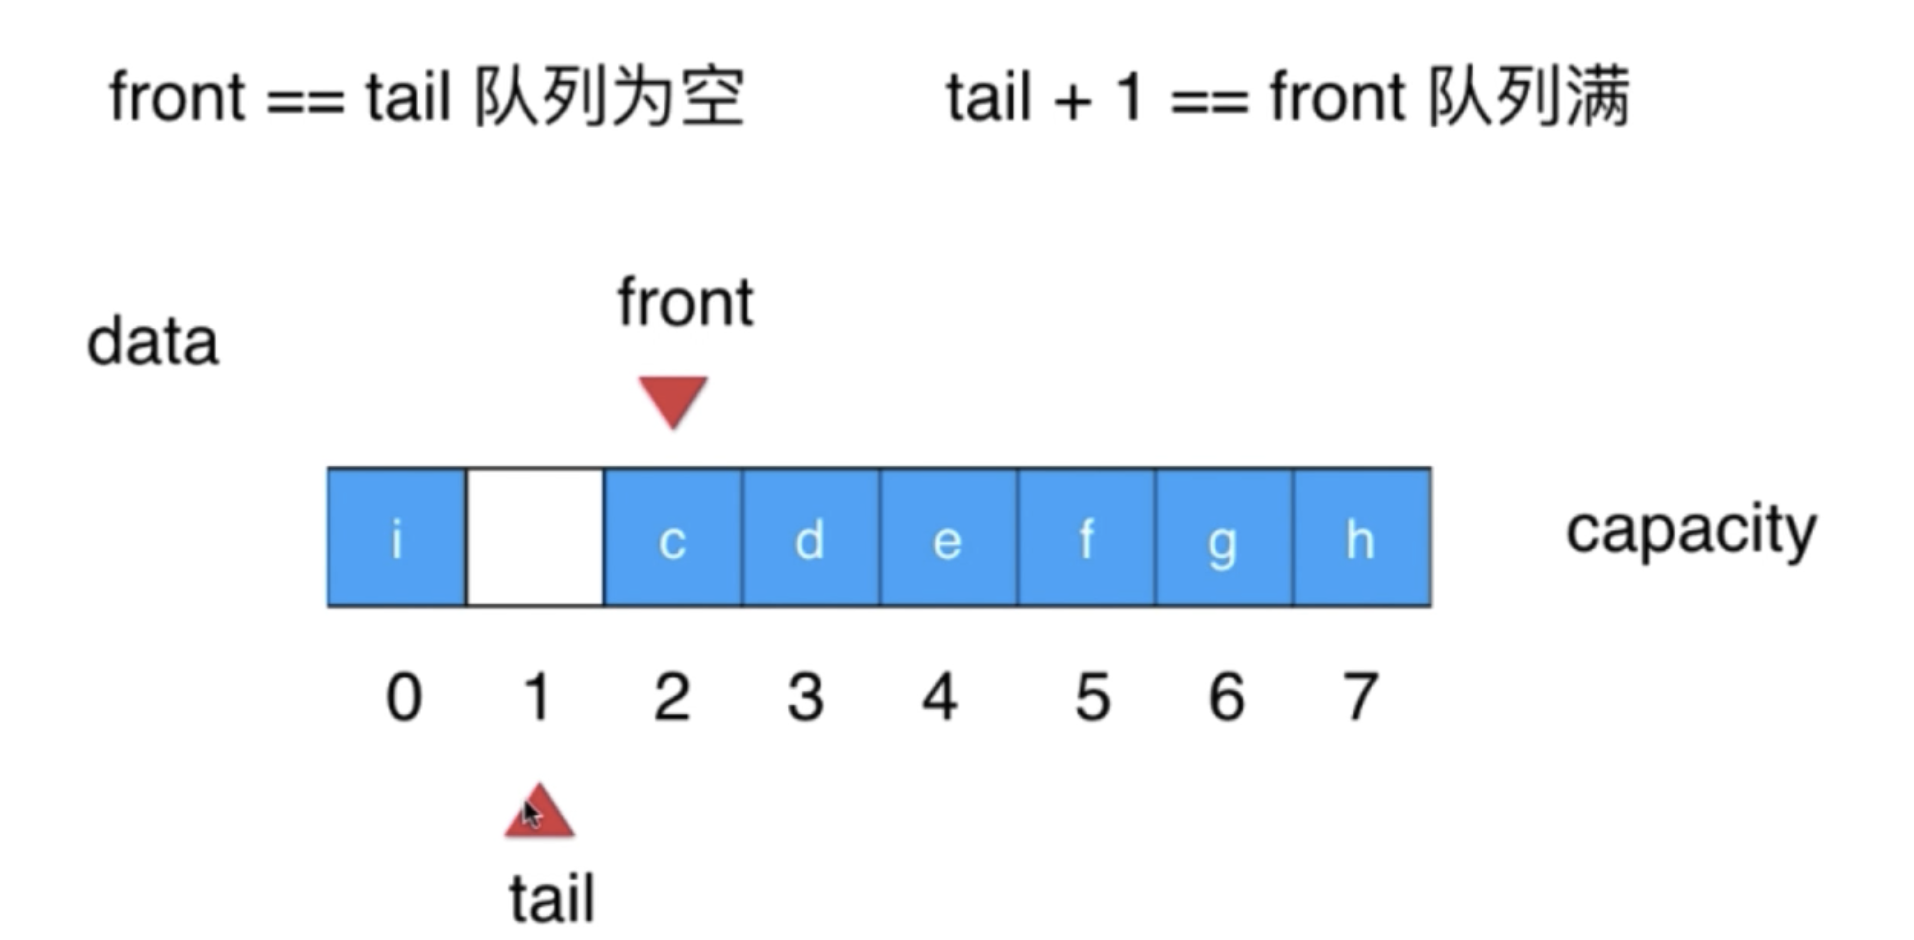 front == tail 队列为空 tail + 1 == front 队列满
front
data
i c d e f g h
capacity
0 1 2 3 4 5 6 7
tail